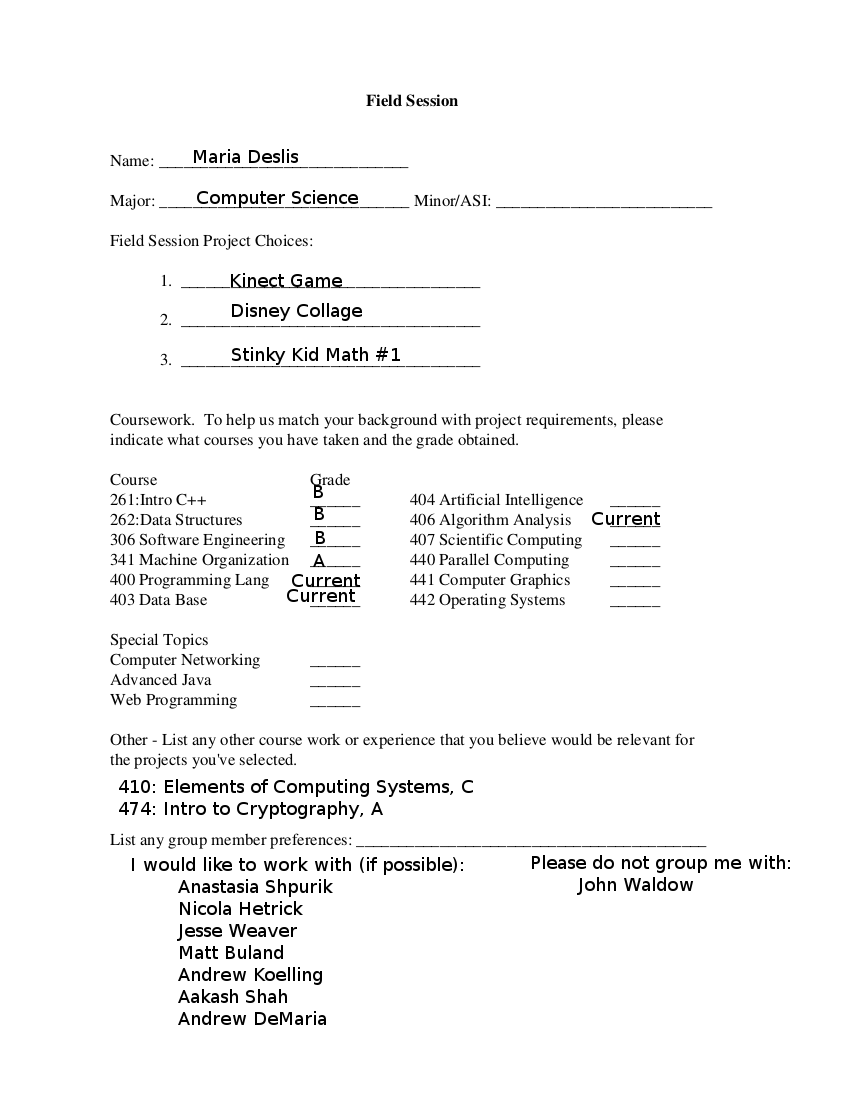 Field Session
Name: ______________________________ Maria Deslis
Major: ______________________________ Computer Science Minor/ASI: __________________________
Field Session Project Choices:
1. Kinect Game
2. Disney Collage
3. Stinky Kid Math #1
Coursework. To help us match your background with project requirements, please
indicate what courses you have taken and the grade obtained.
Course Grade
261:Intro C++ B 404 Artificial Intelligence ______
262:Data Structures B 406 Algorithm Analysis Current
306 Software Engineering B 407 Scientific Computing ______
341 Machine Organization A 440 Parallel Computing ______
400 Programming Lang Current 441 Computer Graphics ______
403 Data Base Current 442 Operating Systems ______
Special Topics
Computer Networking ______
Advanced Java ______
Web Programming ______
Other - List any other course work or experience that you believe would be relevant for
the projects you've selected.
410: Elements of Computing Systems, C
474: Intro to Cryptography, A
List any group member preferences: __________________________________________
I would like to work with (if possible): Please do not group me with:
Anastasia Shpurik John Waldow
Nicola Hetrick
Jesse Weaver
Matt Buland
Andrew Koelling
Aakash Shah
Andrew DeMaria